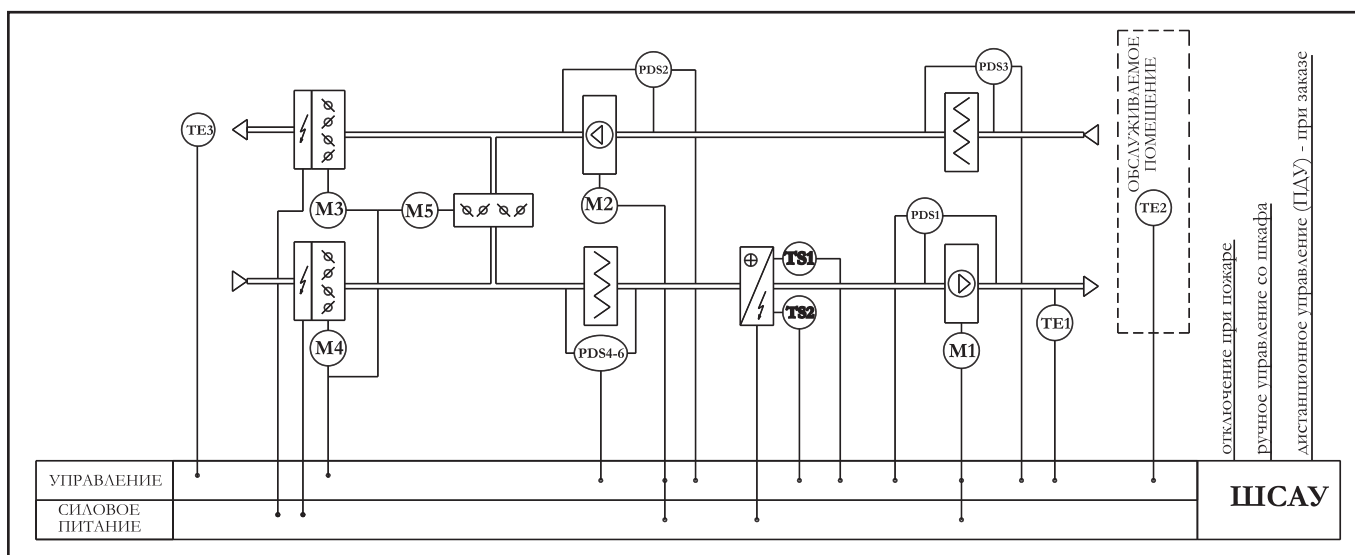 PDS2
PDS3
TE3
ОБСЛУЖИВАЕМОЕ
ПОМЕЩЕНИЕ
M3
M5
M2
PDS1
TE2
TS1
TS2
M4
PDS4-6
M1
TE1
отключение при пожаре
ручное управление со шкафа
дистанционное управление (ПДУ) - при заказе
УПРАВЛЕНИЕ
СИЛОВОЕ
ПИТАНИЕ
ШСАУ